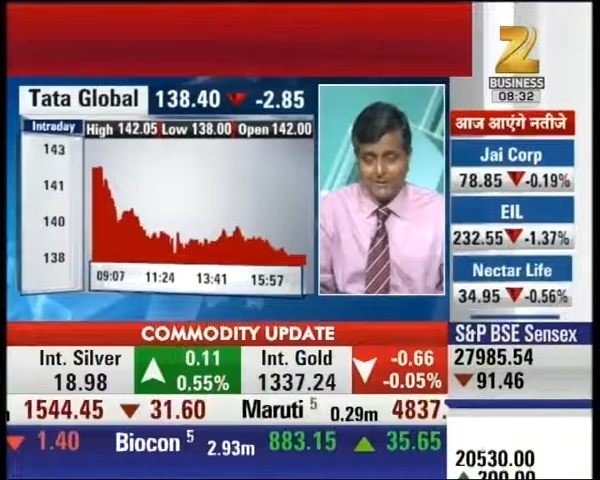 Z
BUSINESS
08:32
Tata Global 138.40 -2.85
Intraday High 142.05 Low 138.00 Open 142.00
143
141
140
138
09:07 11:24 13:41 15:57
आज आएंगे नतीजे
Jai Corp
78.85 -0.19%
EIL
232.55 -1.37%
Nectar Life
34.95 -0.56%
COMMODITY UPDATE
Int. Silver 0.11 Int. Gold -0.66
18.98 0.55% 1337.24 -0.05%
S&P BSE Sensex
27985.54
91.46
1544.45 31.60 Maruti 5 0.29m 4837.
1.40 Biocon 5 2.93m 883.15 35.65
20530.00
200.00